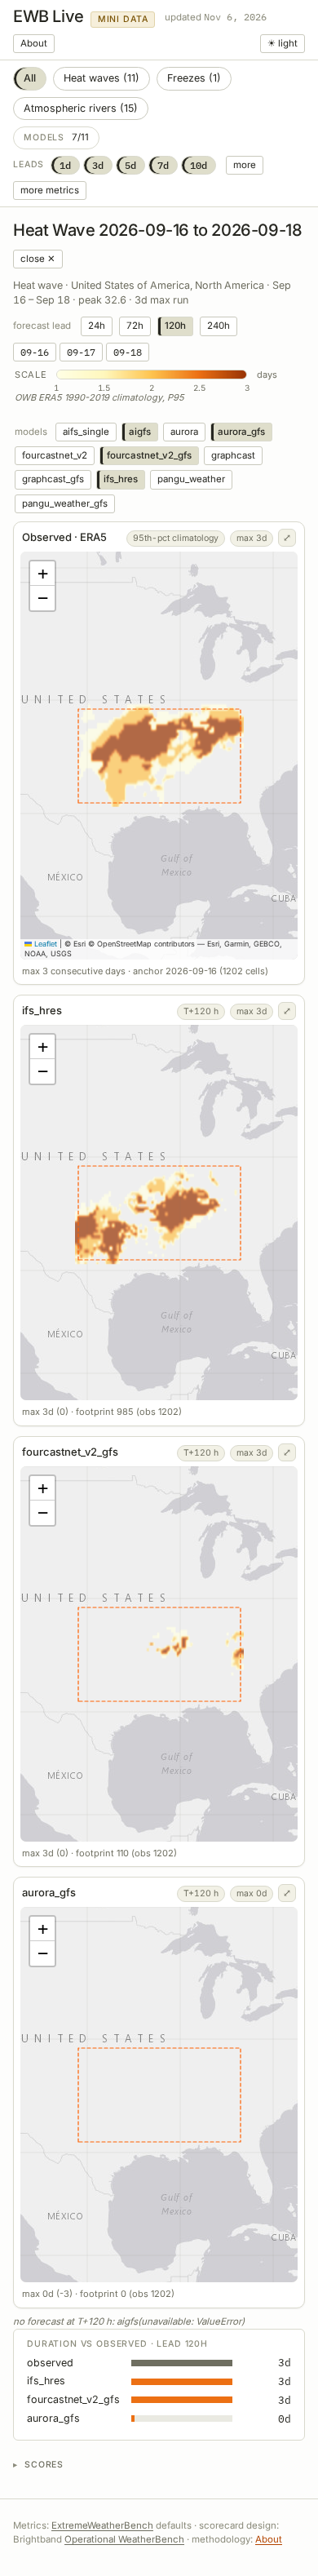 EWB Live MINI DATA updated Nov 6, 2026
About ☀ light
All Heat waves (11) Freezes (1)
Atmospheric rivers (15)
MODELS 7/11
LEADS 1d 3d 5d 7d 10d more
more metrics
Heat Wave 2026-09-16 to 2026-09-18
close ✕
Heat wave · United States of America, North America · Sep
16 – Sep 18 · peak 32.6 · 3d max run
forecast lead 24h 72h 120h 240h
09-16 09-17 09-18
SCALE days
1 1.5 2 2.5 3
OWB ERA5 1990-2019 climatology, P95
models aifs_single aigfs aurora aurora_gfs
fourcastnet_v2 fourcastnet_v2_gfs graphcast
graphcast_gfs ifs_hres pangu_weather
pangu_weather_gfs
Observed · ERA5 95th-pct climatology max 3d ⤢
+
−
UNITED STATES
Gulf of
Mexico
MÉXICO
CUBA
Leaflet | © Esri © OpenStreetMap contributors — Esri, Garmin, GEBCO,
NOAA, USGS
max 3 consecutive days · anchor 2026-09-16 (1202 cells)
ifs_hres T+120 h max 3d ⤢
+
−
UNITED STATES
Gulf of
Mexico
MÉXICO
CUBA
max 3d (0) · footprint 985 (obs 1202)
fourcastnet_v2_gfs T+120 h max 3d ⤢
+
−
UNITED STATES
Gulf of
Mexico
MÉXICO
CUBA
max 3d (0) · footprint 110 (obs 1202)
aurora_gfs T+120 h max 0d ⤢
+
−
UNITED STATES
Gulf of
Mexico
MÉXICO
CUBA
max 0d (-3) · footprint 0 (obs 1202)
no forecast at T+120 h: aigfs(unavailable: ValueError)
DURATION VS OBSERVED · LEAD 120H
observed 3d
ifs_hres 3d
fourcastnet_v2_gfs 3d
aurora_gfs 0d
▸ SCORES
Metrics: ExtremeWeatherBench defaults · scorecard design:
Brightband Operational WeatherBench · methodology: About